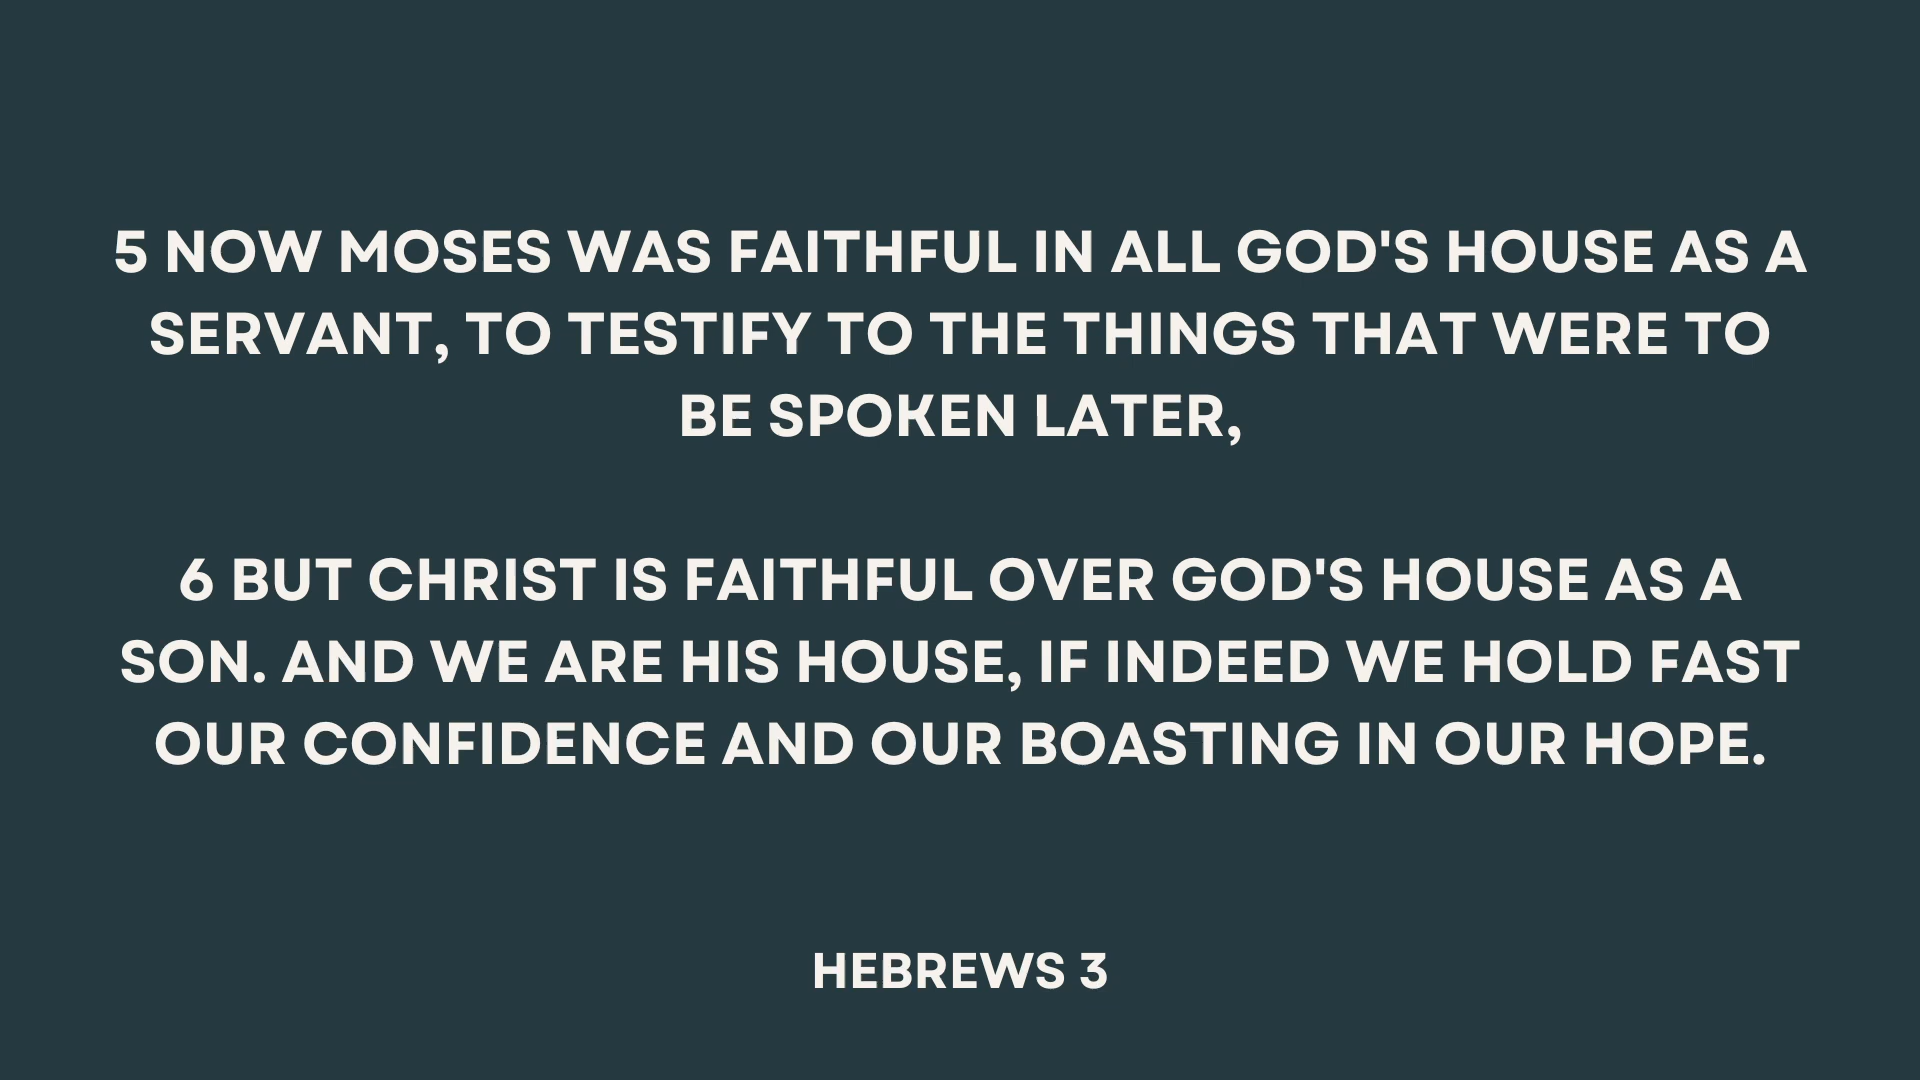 5 NOW MOSES WAS FAITHFUL IN ALL GOD'S HOUSE AS A
SERVANT, TO TESTIFY TO THE THINGS THAT WERE TO
BE SPOKEN LATER,
6 BUT CHRIST IS FAITHFUL OVER GOD'S HOUSE AS A
SON. AND WE ARE HIS HOUSE, IF INDEED WE HOLD FAST
OUR CONFIDENCE AND OUR BOASTING IN OUR HOPE.
HEBREWS 3